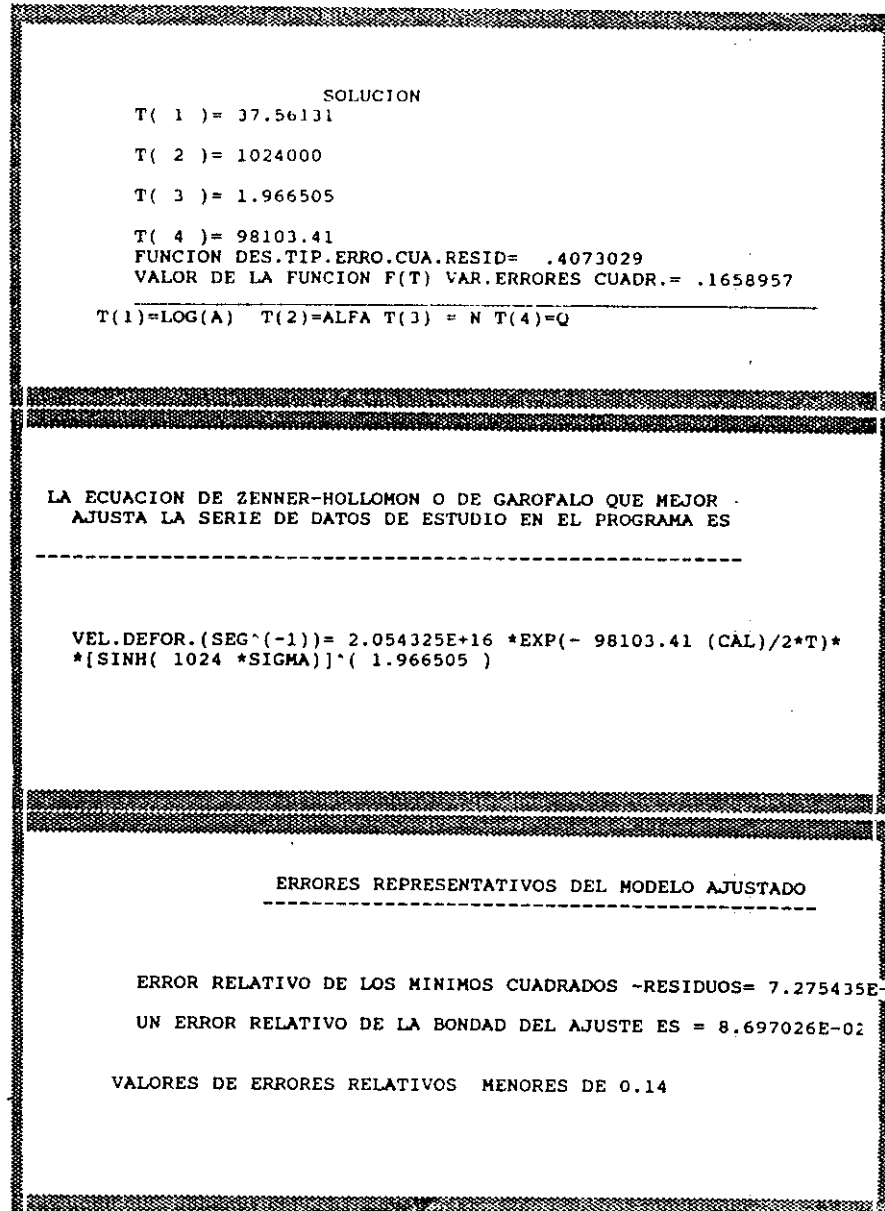 SOLUCION
T( 1 )= 37.56131
T( 2 )= 1024000
T( 3 )= 1.966505
T( 4 )= 98103.41
FUNCION DES.TIP.ERRO.CUA.RESID= .4073029
VALOR DE LA FUNCION F(T) VAR.ERRORES CUADR.= .1658957
T(1)=LOG(A) T(2)=ALFA T(3) = N T(4)=Q
LA ECUACION DE ZENNER-HOLLOMON O DE GAROFALO QUE MEJOR
AJUSTA LA SERIE DE DATOS DE ESTUDIO EN EL PROGRAMA ES
VEL.DEFOR.(SEG^(-1))= 2.054325E+16 *EXP(- 98103.41 (CAL)/2*T)*
*[SINH( 1024 *SIGMA)]^( 1.966505 )
ERRORES REPRESENTATIVOS DEL MODELO AJUSTADO
ERROR RELATIVO DE LOS MINIMOS CUADRADOS -RESIDUOS= 7.275435E-
UN ERROR RELATIVO DE LA BONDAD DEL AJUSTE ES = 8.697026E-02
VALORES DE ERRORES RELATIVOS MENORES DE 0.14